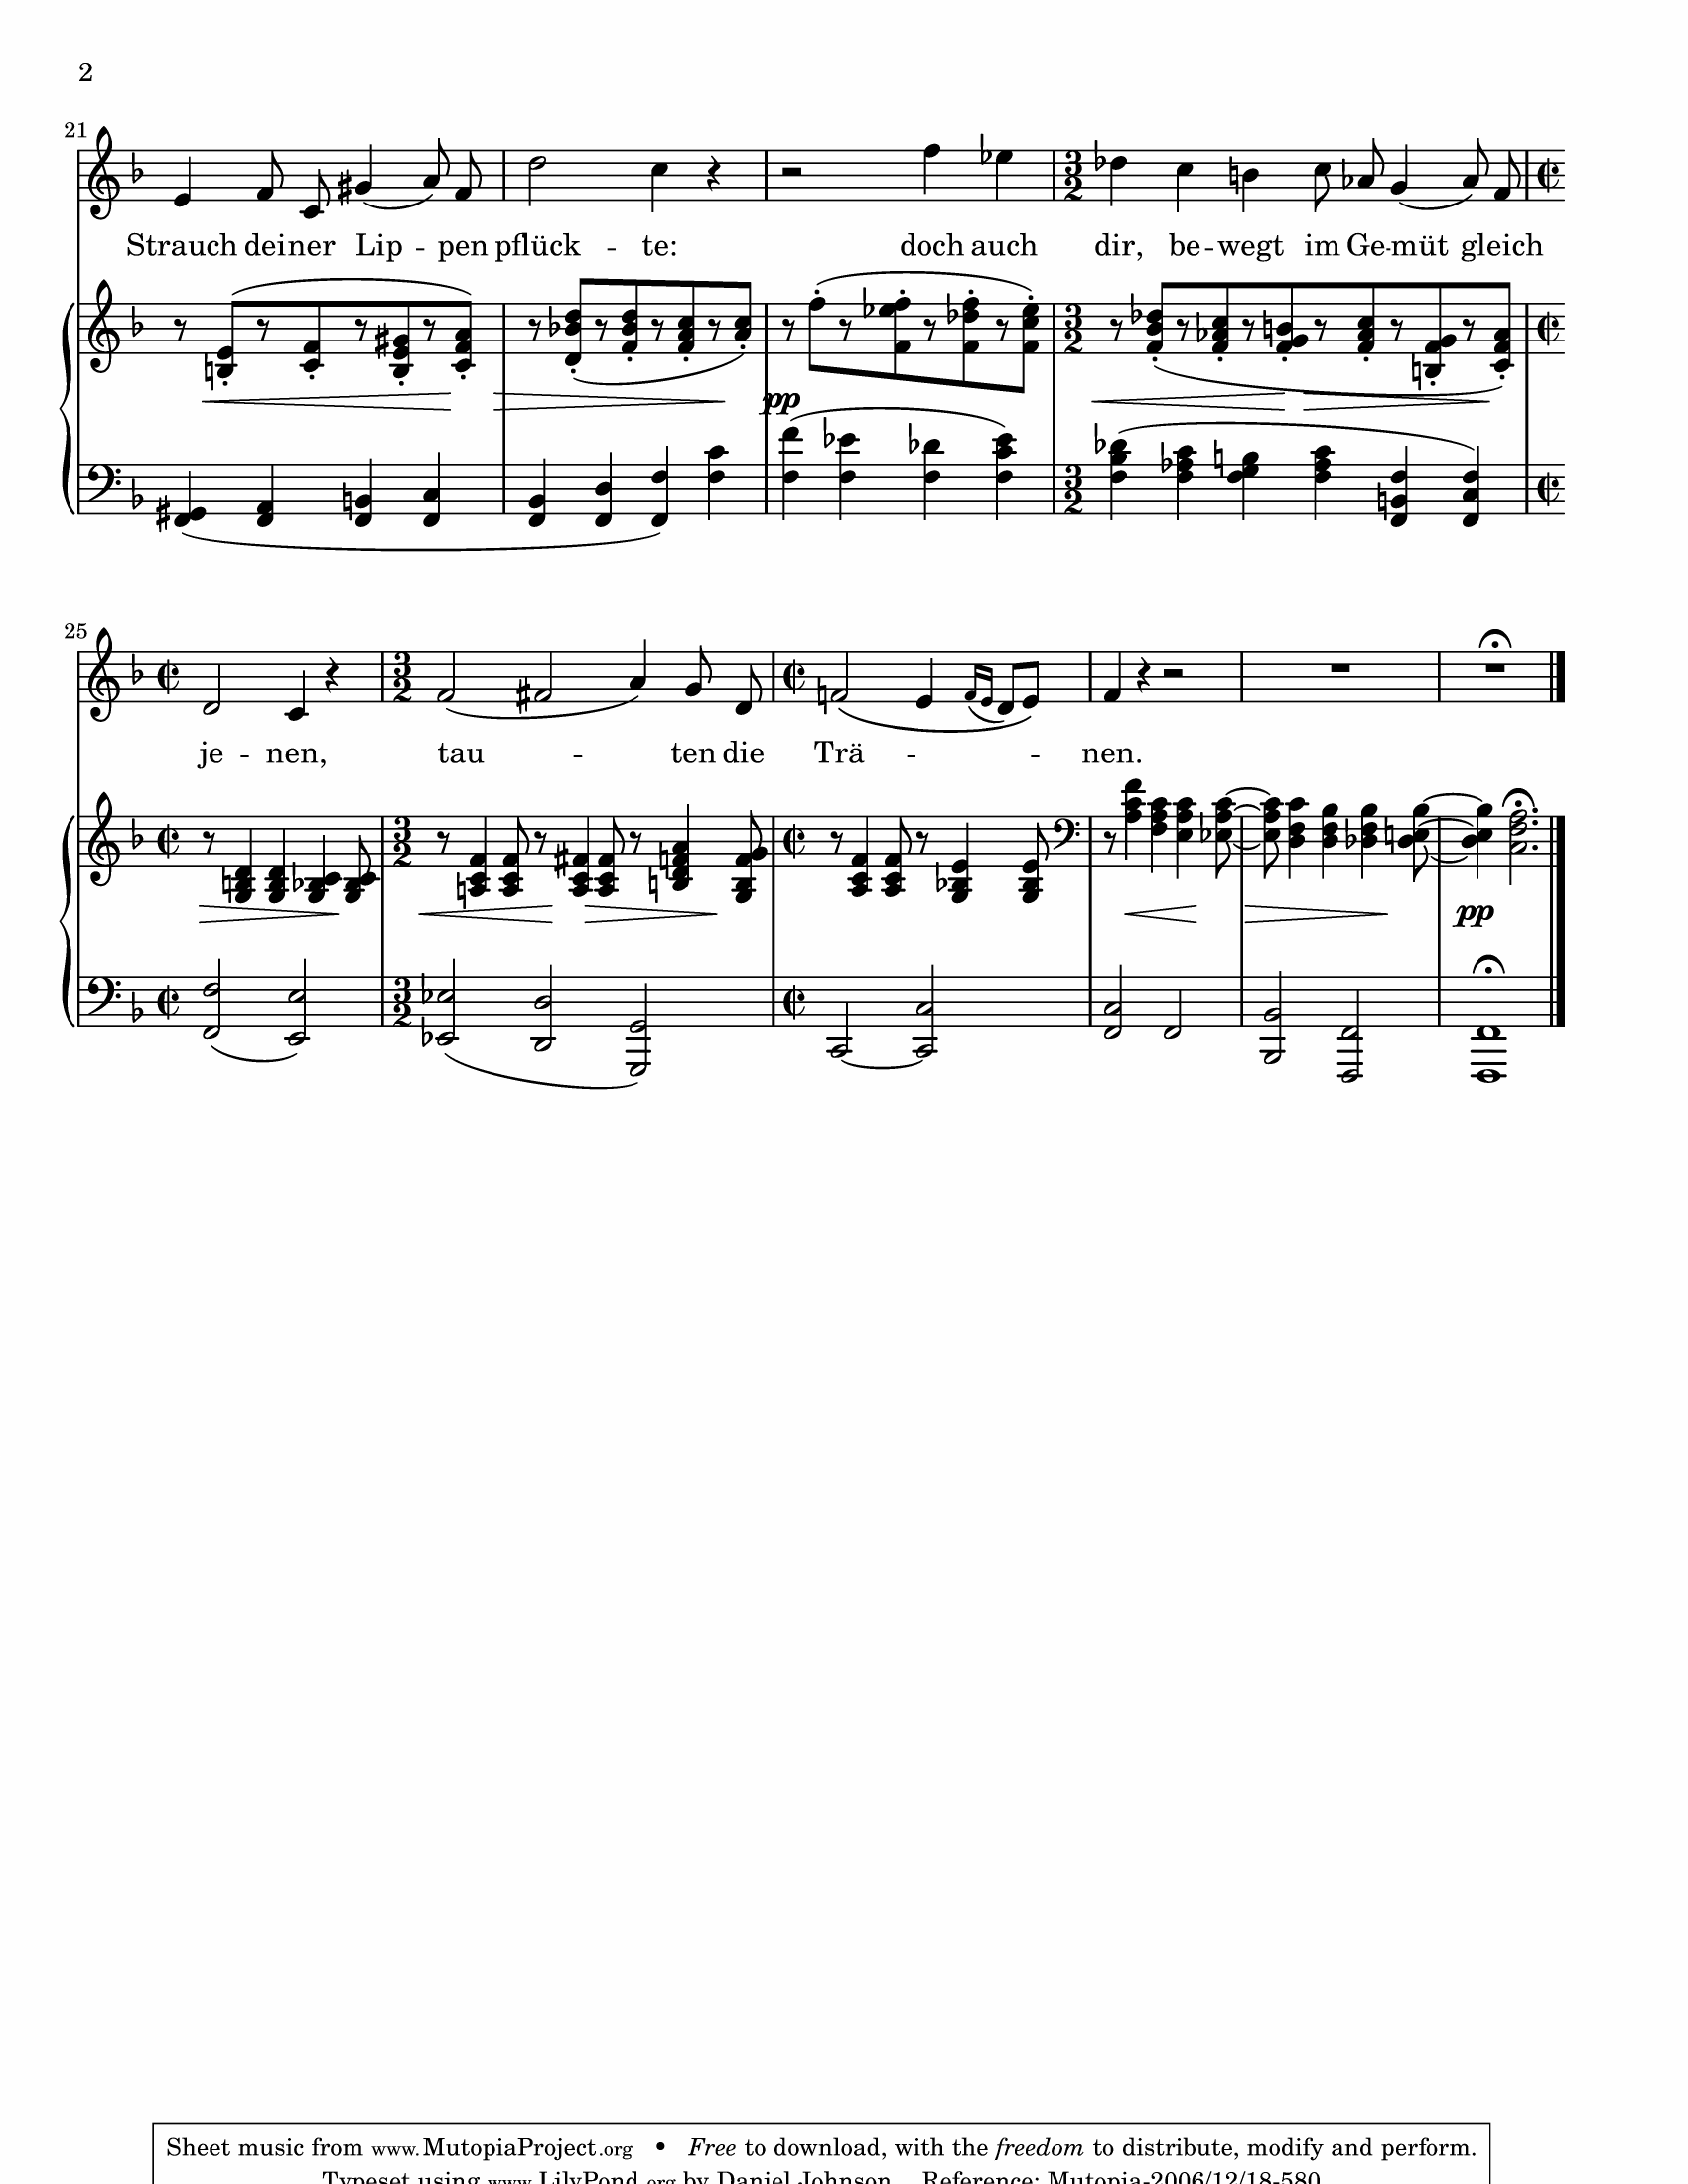 2
21
Strauch deiner Lip -- pen pflück -- te: doch auch dir, be -- wegt im Ge -- müt gleich
pp
25
je -- nen, tau -- ten die Trä -- nen.
pp
Sheet music from www.MutopiaProject.org • Free to download, with the freedom to distribute, modify and perform.
Typeset using www.LilyPond.org by Daniel Johnson. Reference: Mutopia-2006/12/18-580